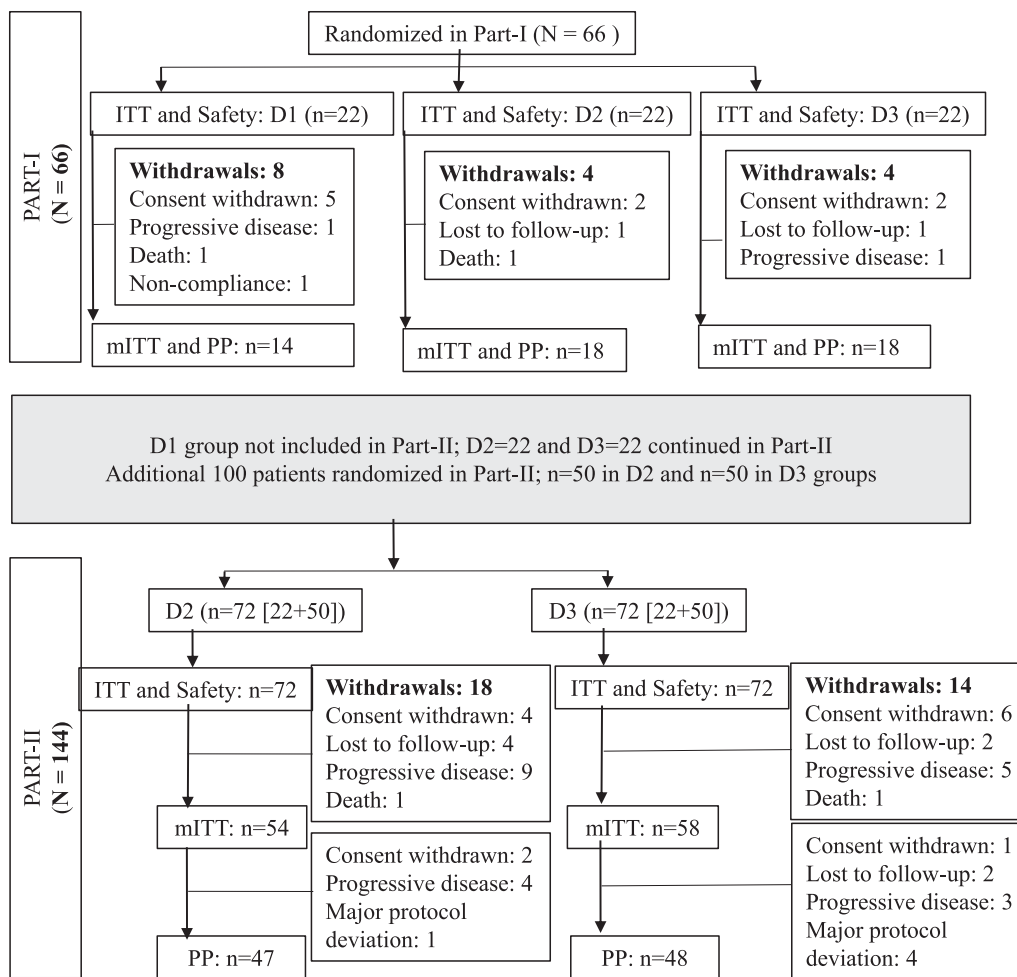 Randomized in Part-I (N = 66 )
PART-I
(N = 66)
ITT and Safety: D1 (n=22)
ITT and Safety: D2 (n=22)
ITT and Safety: D3 (n=22)
Withdrawals: 8
Consent withdrawn: 5
Progressive disease: 1
Death: 1
Non-compliance: 1
Withdrawals: 4
Consent withdrawn: 2
Lost to follow-up: 1
Death: 1
Withdrawals: 4
Consent withdrawn: 2
Lost to follow-up: 1
Progressive disease: 1
mITT and PP: n=14
mITT and PP: n=18
mITT and PP: n=18
D1 group not included in Part-II; D2=22 and D3=22 continued in Part-II
Additional 100 patients randomized in Part-II; n=50 in D2 and n=50 in D3 groups
PART-II
(N = 144)
D2 (n=72 [22+50])
D3 (n=72 [22+50])
ITT and Safety: n=72
Withdrawals: 18
Consent withdrawn: 4
Lost to follow-up: 4
Progressive disease: 9
Death: 1
ITT and Safety: n=72
Withdrawals: 14
Consent withdrawn: 6
Lost to follow-up: 2
Progressive disease: 5
Death: 1
mITT: n=54
mITT: n=58
Consent withdrawn: 2
Progressive disease: 4
Major protocol
deviation: 1
Consent withdrawn: 1
Lost to follow-up: 2
Progressive disease: 3
Major protocol
deviation: 4
PP: n=47
PP: n=48